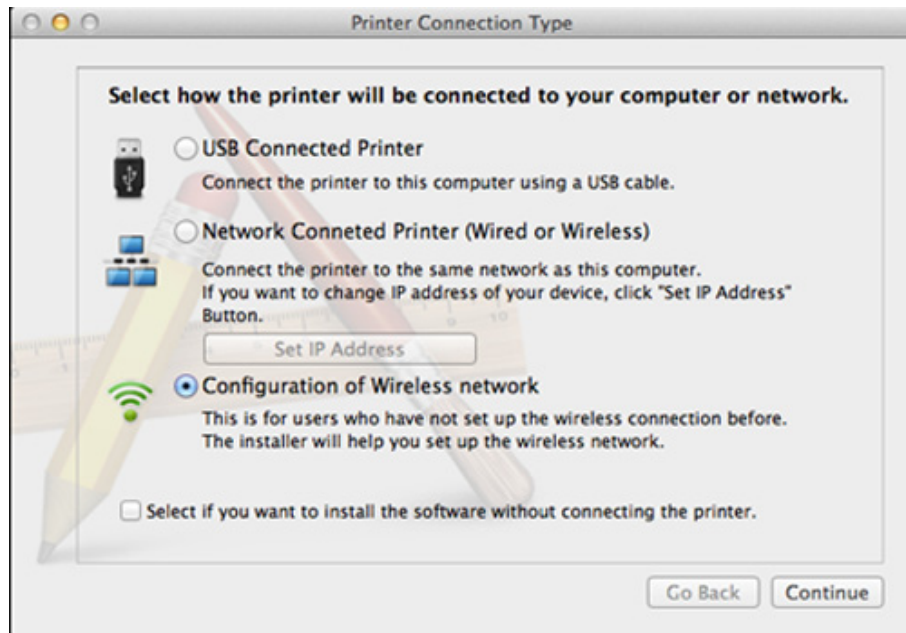 Printer Connection Type
Select how the printer will be connected to your computer or network.
USB Connected Printer
Connect the printer to this computer using a USB cable.
Network Conneted Printer (Wired or Wireless)
Connect the printer to the same network as this computer.
If you want to change IP address of your device, click "Set IP Address"
Button.
Set IP Address
Configuration of Wireless network
This is for users who have not set up the wireless connection before.
The installer will help you set up the wireless network.
Select if you want to install the software without connecting the printer.
Go Back Continue